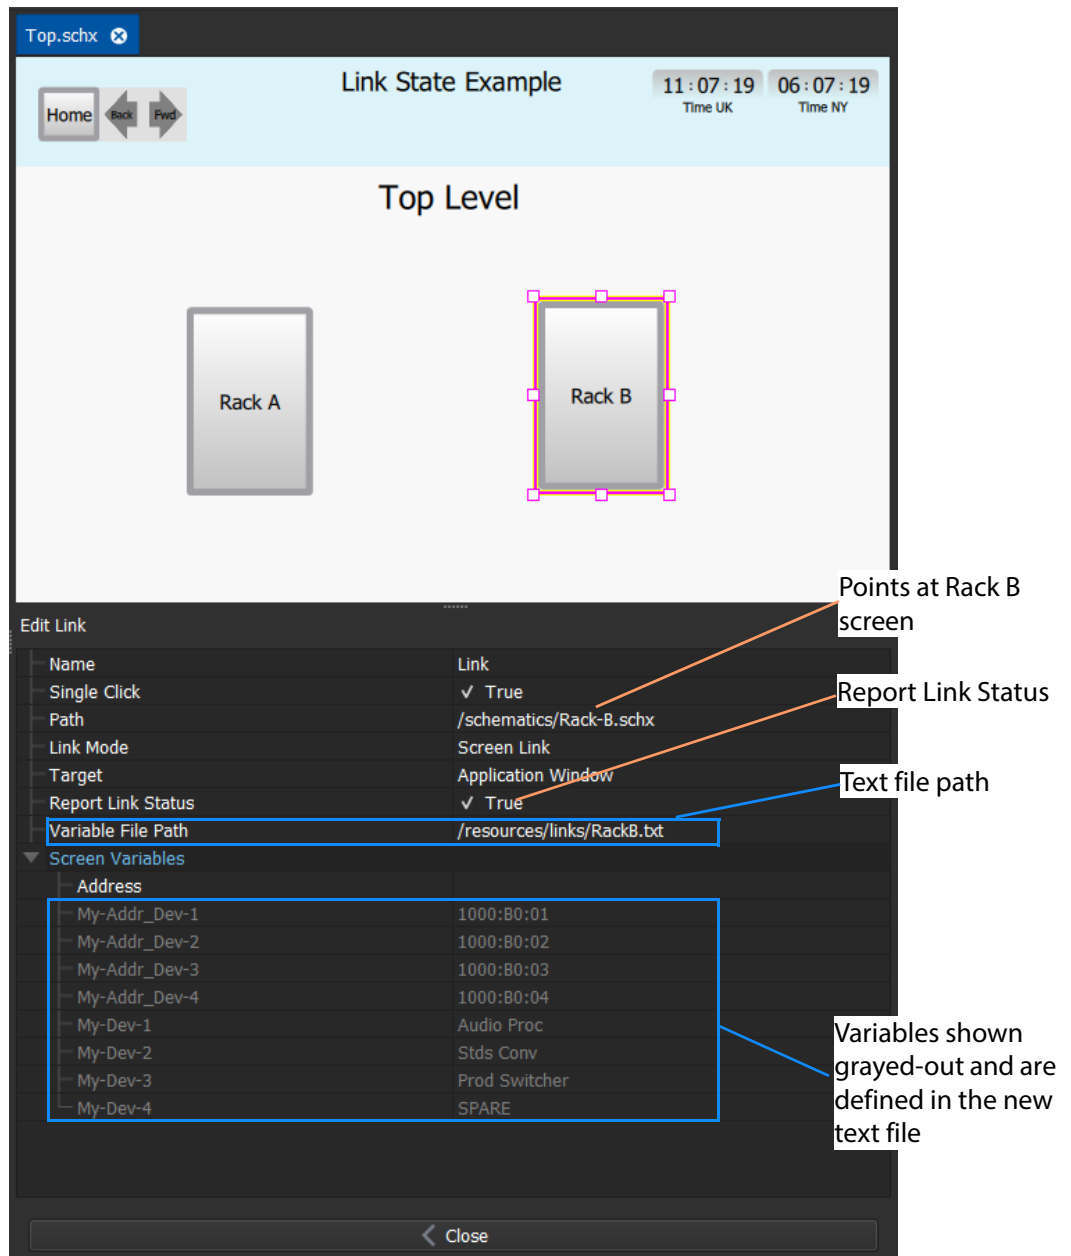 Top.schx
Link State Example
11:07:19 06:07:19
Time UK Time NY
Home Back Fwd
Top Level
Rack A
Rack B
Points at Rack B
screen
Edit Link
Name Link
Single Click True
Report Link Status
Path /schematics/Rack-B.schx
Link Mode Screen Link
Target Application Window
Text file path
Report Link Status True
Variable File Path /resources/links/RackB.txt
Screen Variables
Address
My-Addr_Dev-1 1000:B0:01
My-Addr_Dev-2 1000:B0:02
My-Addr_Dev-3 1000:B0:03
My-Addr_Dev-4 1000:B0:04
My-Dev-1 Audio Proc
My-Dev-2 Stds Conv
My-Dev-3 Prod Switcher
My-Dev-4 SPARE
Variables shown
grayed-out and are
defined in the new
text file
Close